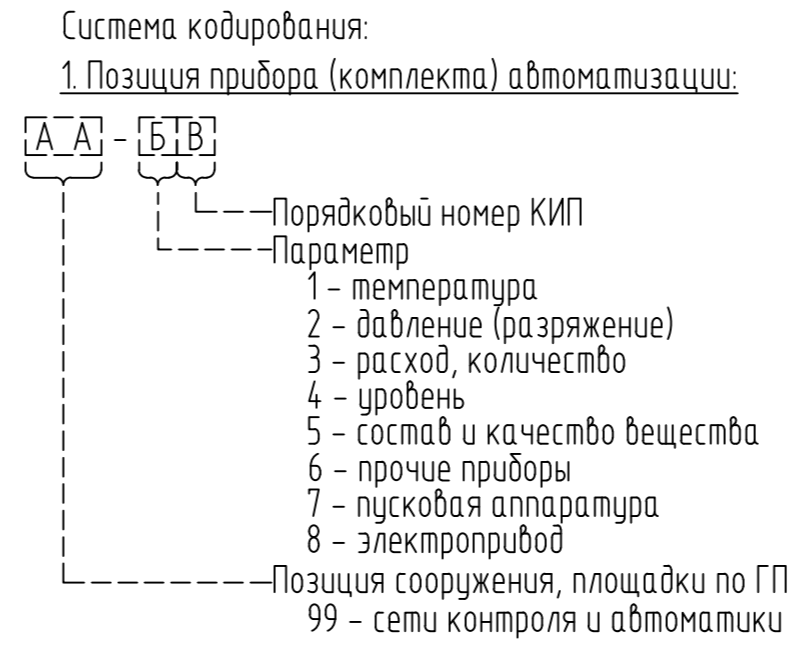 Система кодирования:
1. Позиция прибора (комплекта) автоматизации:
А А - Б В
Порядковый номер КИП
Параметр
1 - температура
2 - давление (разряжение)
3 - расход, количество
4 - уровень
5 - состав и качество вещества
6 - прочие приборы
7 - пусковая аппаратура
8 - электропривод
Позиция сооружения, площадки по ГП
99 - сети контроля и автоматики